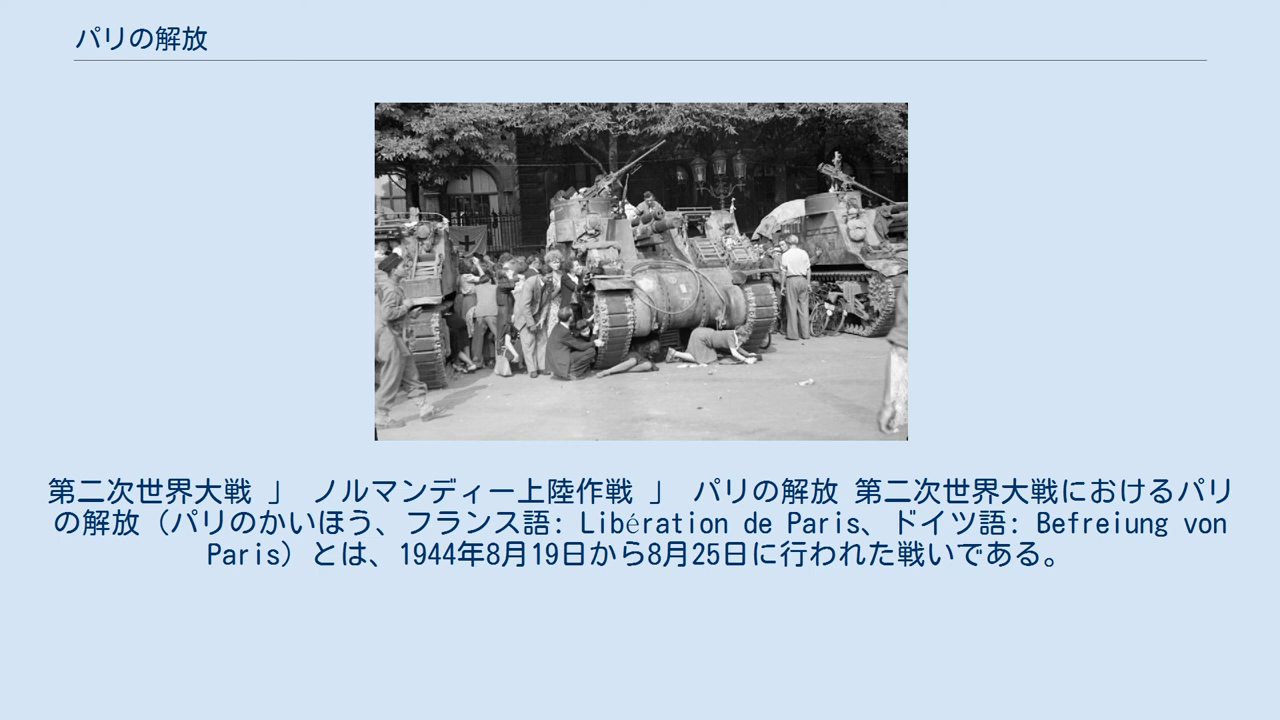 パリの解放
第二次世界大戦 」 ノルマンディー上陸作戦 」 パリの解放 第二次世界大戦におけるパリ
の解放（パリのかいほう、フランス語: Libération de Paris、ドイツ語: Befreiung von
Paris）とは、1944年8月19日から8月25日に行われた戦いである。